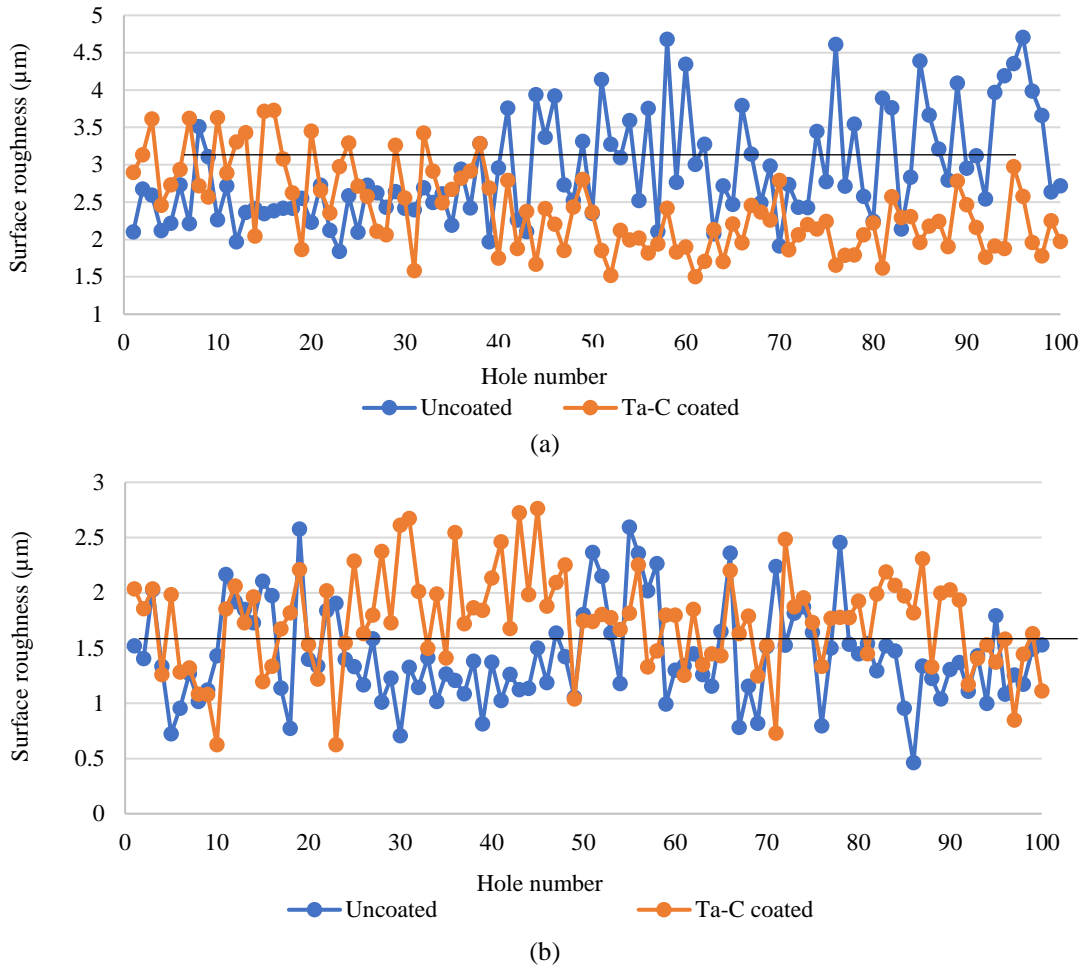 Surface roughness (µm)
5
4.5
4
3.5
3
2.5
2
1.5
1
0 10 20 30 40 50 60 70 80 90 100
Hole number
Uncoated Ta-C coated
(a)
Surface roughness (µm)
3
2.5
2
1.5
1
0.5
0
0 10 20 30 40 50 60 70 80 90 100
Hole number
Uncoated Ta-C coated
(b)